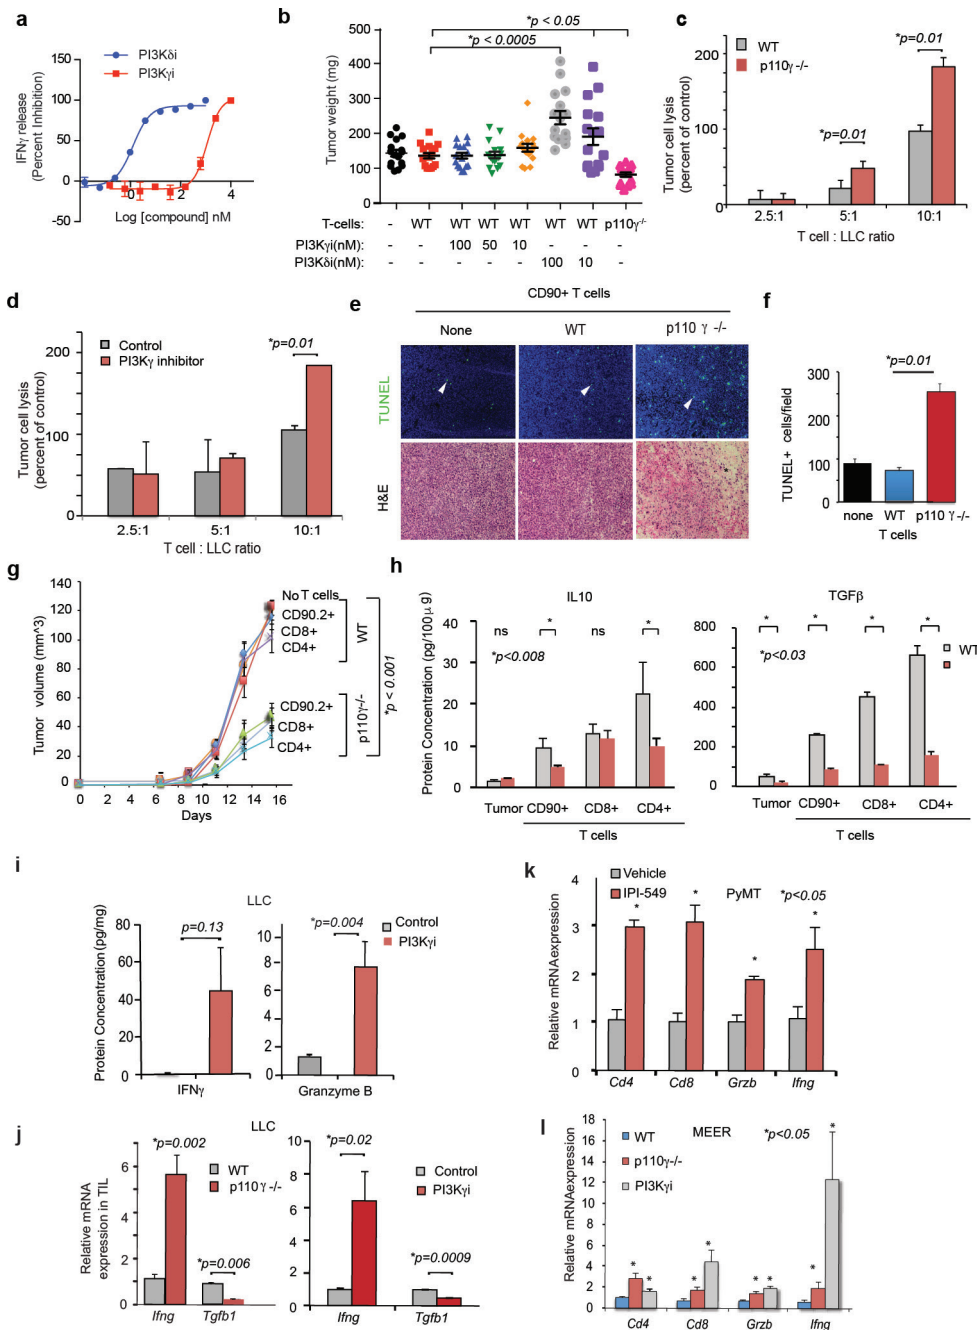 a
PI3Kδi
PI3Kγi
IFNγ release
(Percent Inhibition)
150
100
50
0
-50
0
2
4
Log [compound] nM
b
*p < .05
*p < 0.0005
Tumor weight (mg)
500
400
300
200
100
0
T-cells: - WT WT WT WT WT WT p110γ-/-
PI3Kγi(nM): - - 100 50 10 - - -
PI3Kδi(nM): - - - - - 100 10 -
c
WT
p110γ-/-
*p=0.01
*p=0.01
Tumor cell lysis
(percent of control)
200
100
0
2.5:1 5:1 10:1
T cell : LLC ratio
d
Control
PI3Kγ inhibitor
*p=0.01
Tumor cell lysis
(percent of control)
200
100
0
2.5:1 5:1 10:1
T cell : LLC ratio
e
CD90+ T cells
None WT p110 γ -/-
TUNEL
H&E
f
*p=0.01
TUNEL+ cells/field
300
200
100
0
none WT p110 γ -/-
T cells
g
Tumor volume (mm^3)
140
120
100
80
60
40
20
0
0 2 4 6 8 10 12 14 16
Days
No T cells
CD90.2+
CD8+
CD4+
WT
CD90.2+
CD8+
CD4+
p110γ-/-
*p < 0.001
h
IL10
ns * ns *
*p<0.008
Protein Concentration (pg/100μ g)
40
30
20
10
0
Tumor CD90+ CD8+ CD4+
T cells
TGFβ
* * * *
*p<0.03
WT
800
600
400
200
0
Tumor CD90+ CD8+ CD4+
T cells
i
LLC
Protein Concentration (pg/mg)
p=0.13
80
60
40
20
0
IFNγ
*p=0.004
Control
PI3Kγi
10
8
6
4
2
0
Granzyme B
j
LLC
Relative mRNA
expression in TIL
*p=0.002
WT
p110γ -/-
*p=0.006
6
4
2
0
Ifng Tgfb1
*p=0.02
Control
PI3Kγi
*p=0.0009
10
8
6
4
2
0
Ifng Tgfb1
k
Vehicle
IPI-549
PyMT
*p<0.05
* * * *
Relative mRNAexpression
4
3
2
1
0
Cd4 Cd8 Grzb Ifng
l
WT
p110γ-/-
PI3Kγi
MEER
*p<0.05
* * * * * * * *
Relative mRNAexpression
18
16
14
12
10
8
6
4
2
0
Cd4 Cd8 Grzb Ifng